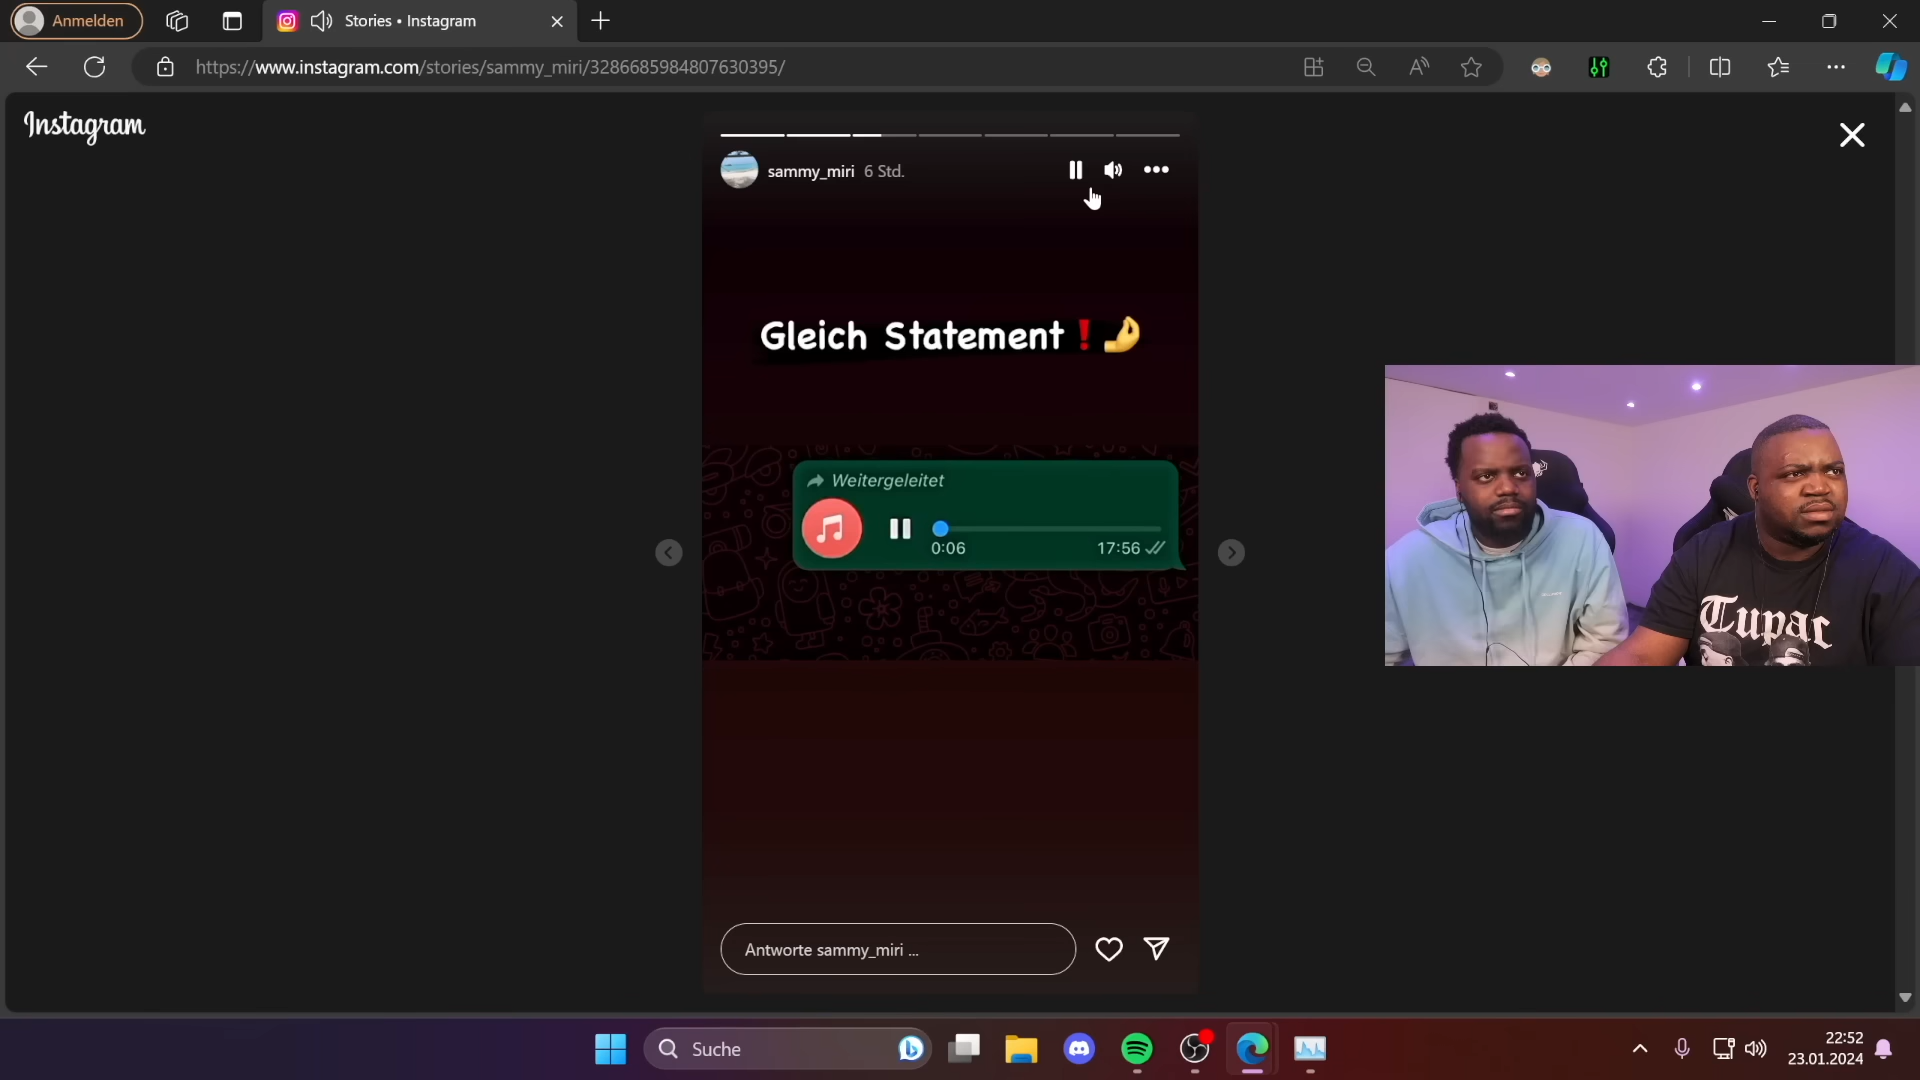 Anmelden
Stories • Instagram
https://www.instagram.com/stories/sammy_miri/3286685984807630395/
Instagram
sammy_miri 6 Std.
Gleich Statement❗🤌
Weitergeleitet
0:06
17:56
Tupac
Antworte sammy_miri ...
Suche
22:52
23.01.2024